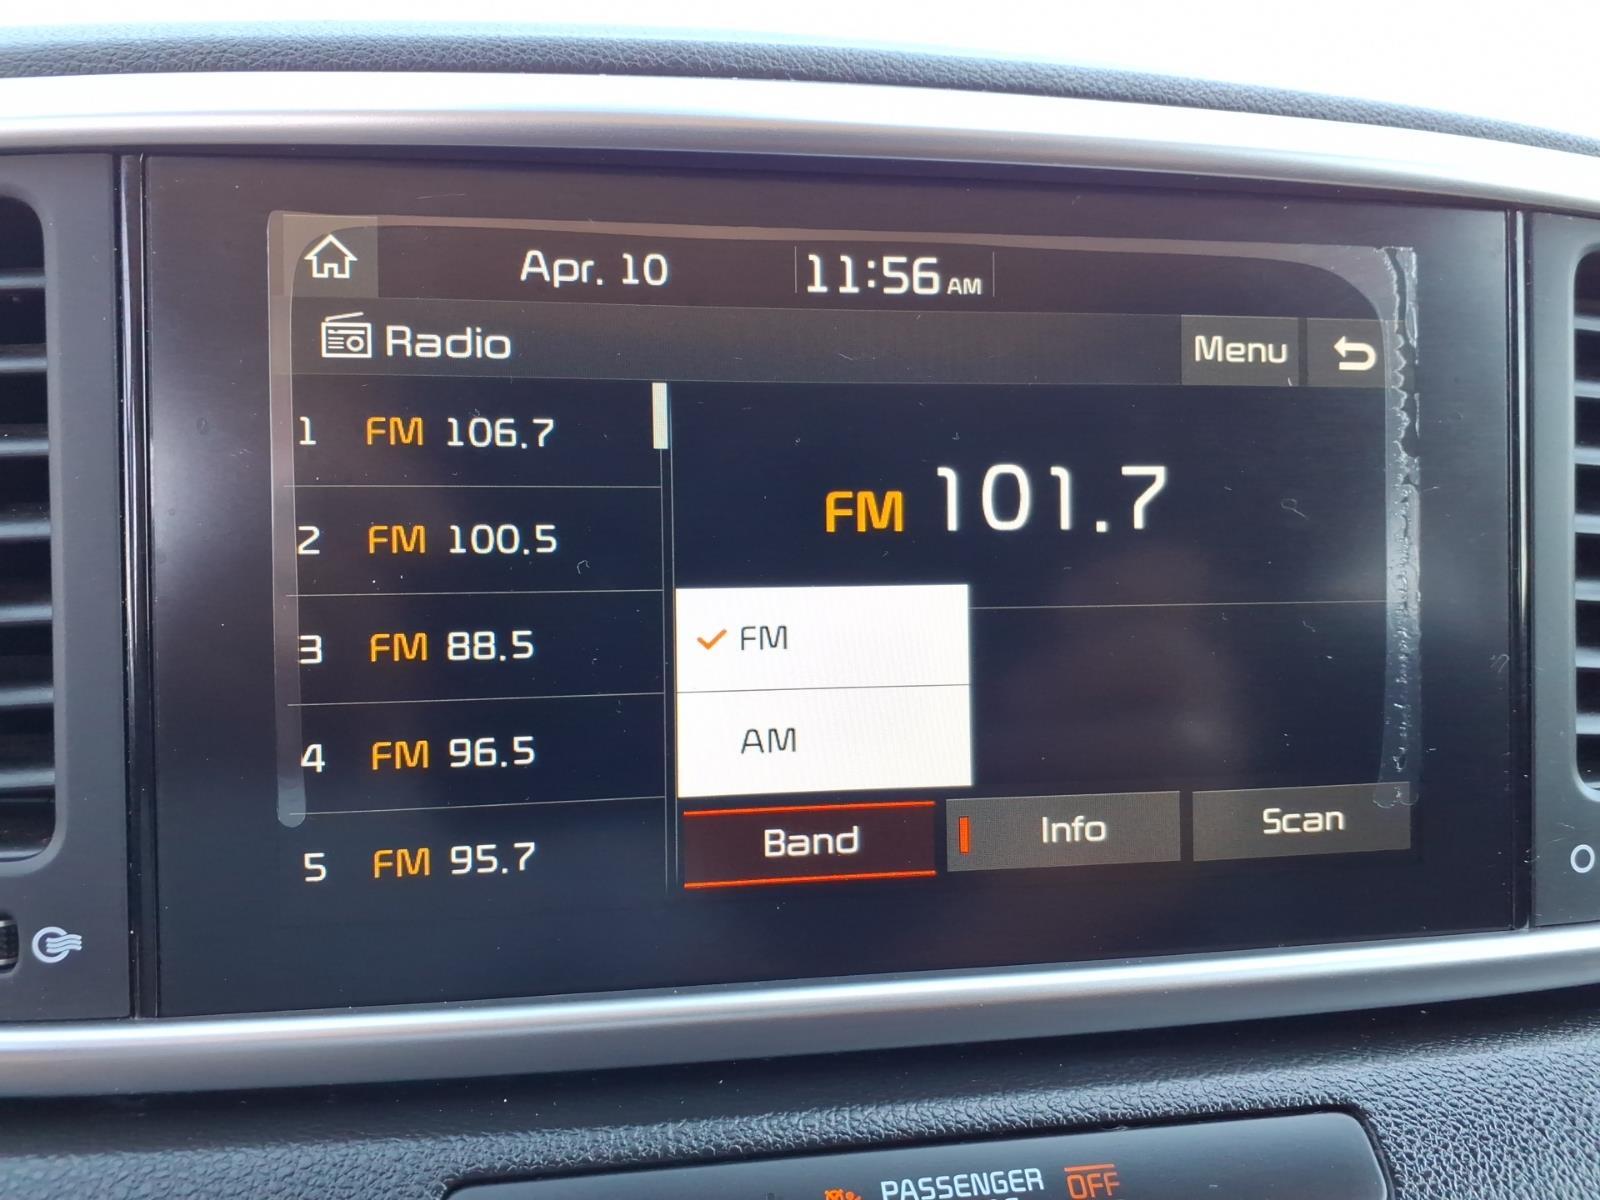 Apr. 10 11:56 AM
Radio Menu
1 FM 106.7
2 FM 100.5
3 FM 88.5
4 FM 96.5
5 FM 95.7
FM 101.7
FM
AM
Band Info Scan
PASSENGER OFF